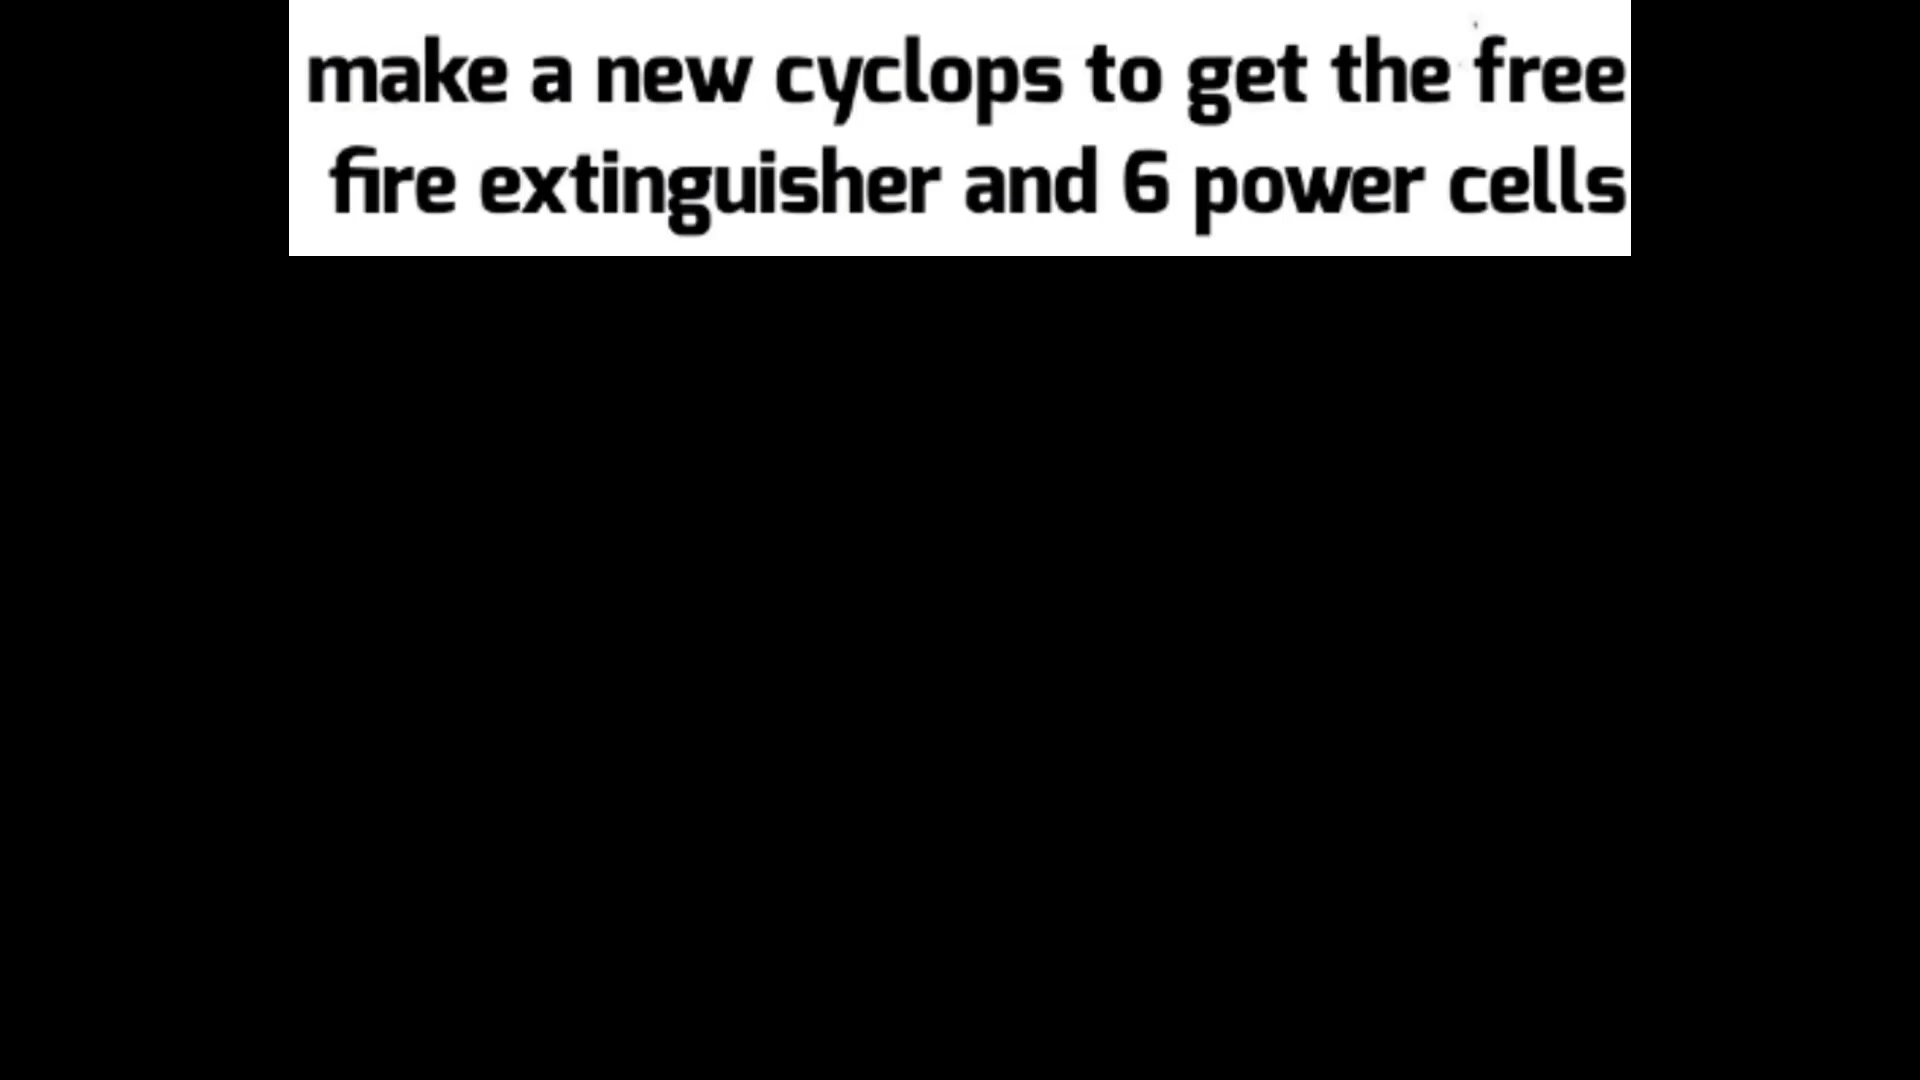 make a new cyclops to get the free
fire extinguisher and 6 power cells